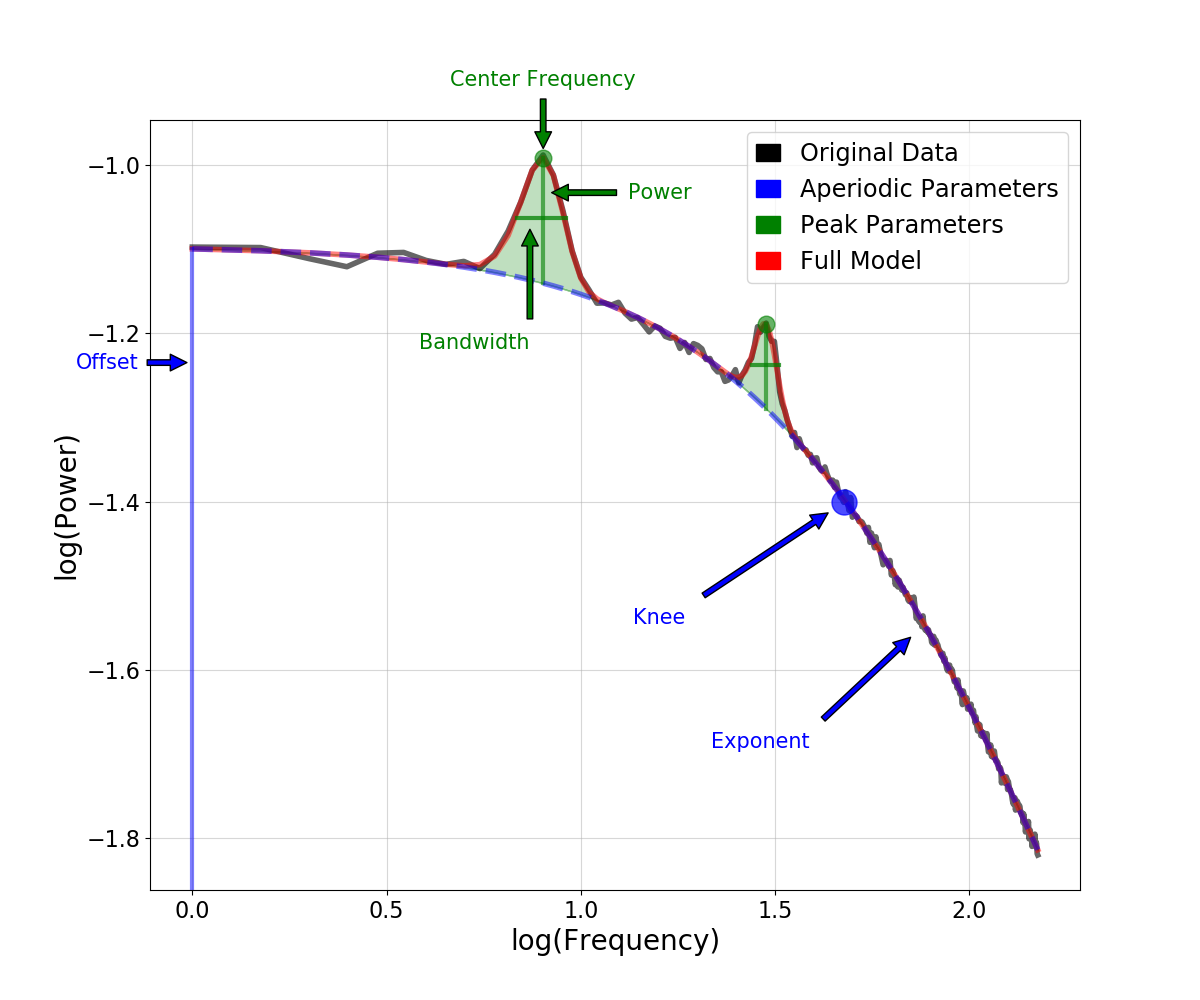 Center Frequency
Original Data
Aperiodic Parameters
Peak Parameters
Full Model
Power
Bandwidth
Offset
Knee
Exponent
log(Power)
−1.0
−1.2
−1.4
−1.6
−1.8
0.0 0.5 1.0 1.5 2.0
log(Frequency)